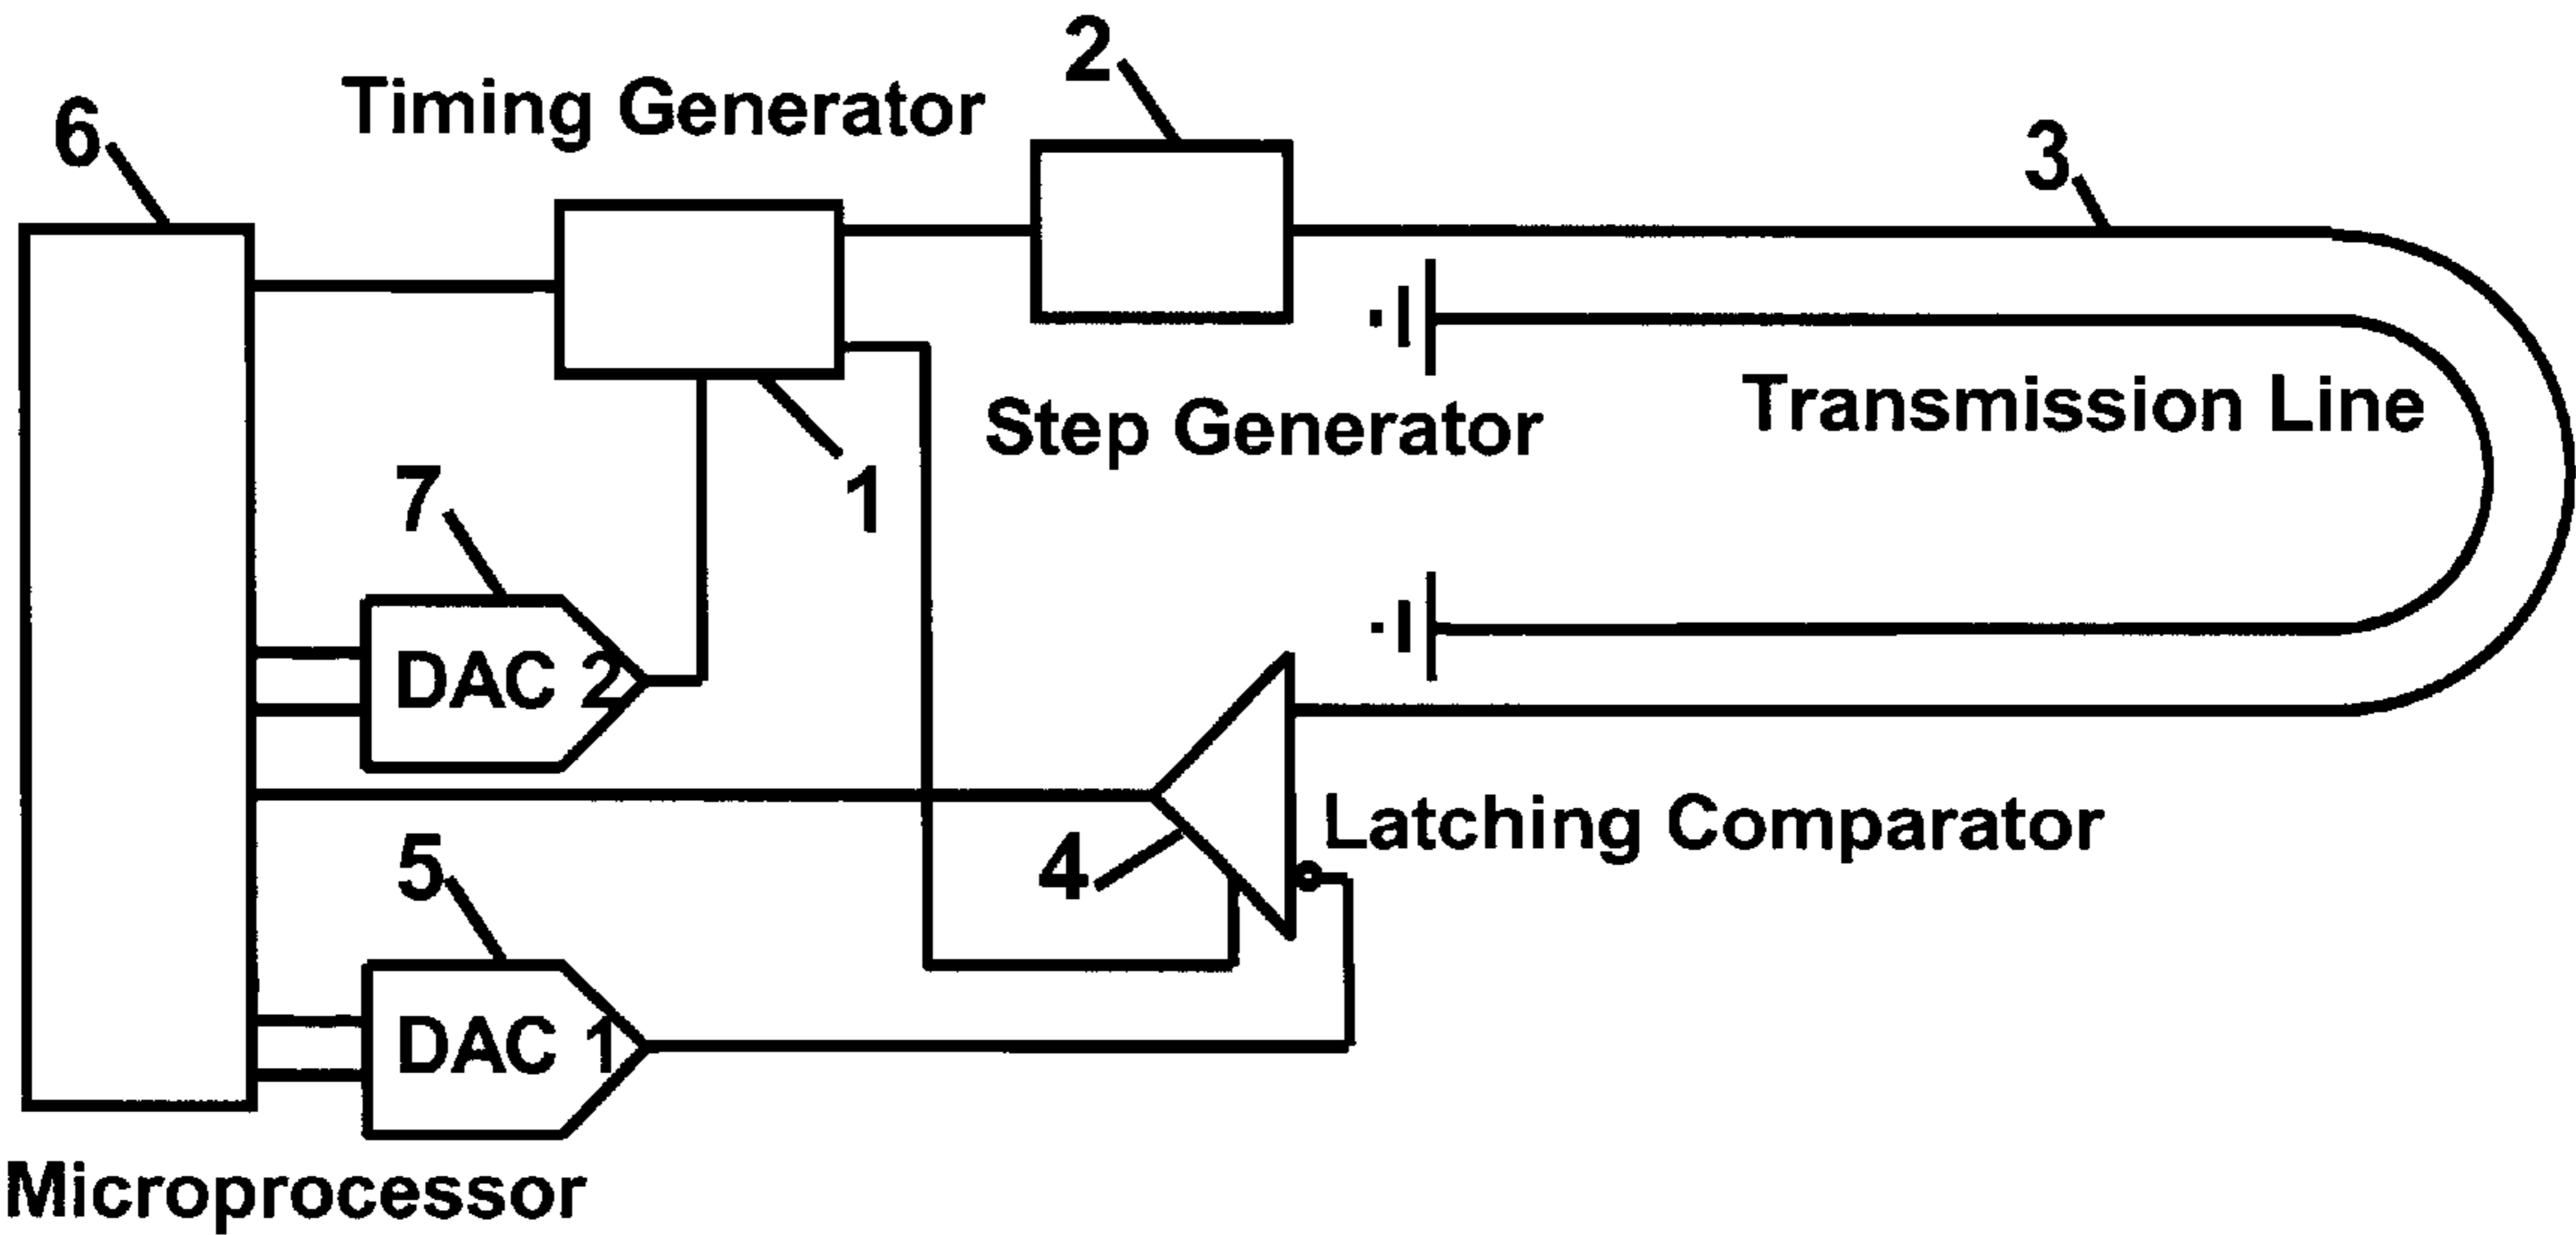 2
Timing Generator
6
3
Step Generator
Transmission Line
1
7
DAC 2
Latching Comparator
4
5
DAC 1
Microprocessor